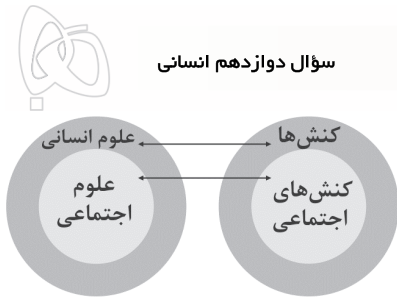 سؤال دوازدهم انسانی
کنش‌ها
علوم انسانی
کنش‌های
اجتماعی
علوم
اجتماعی